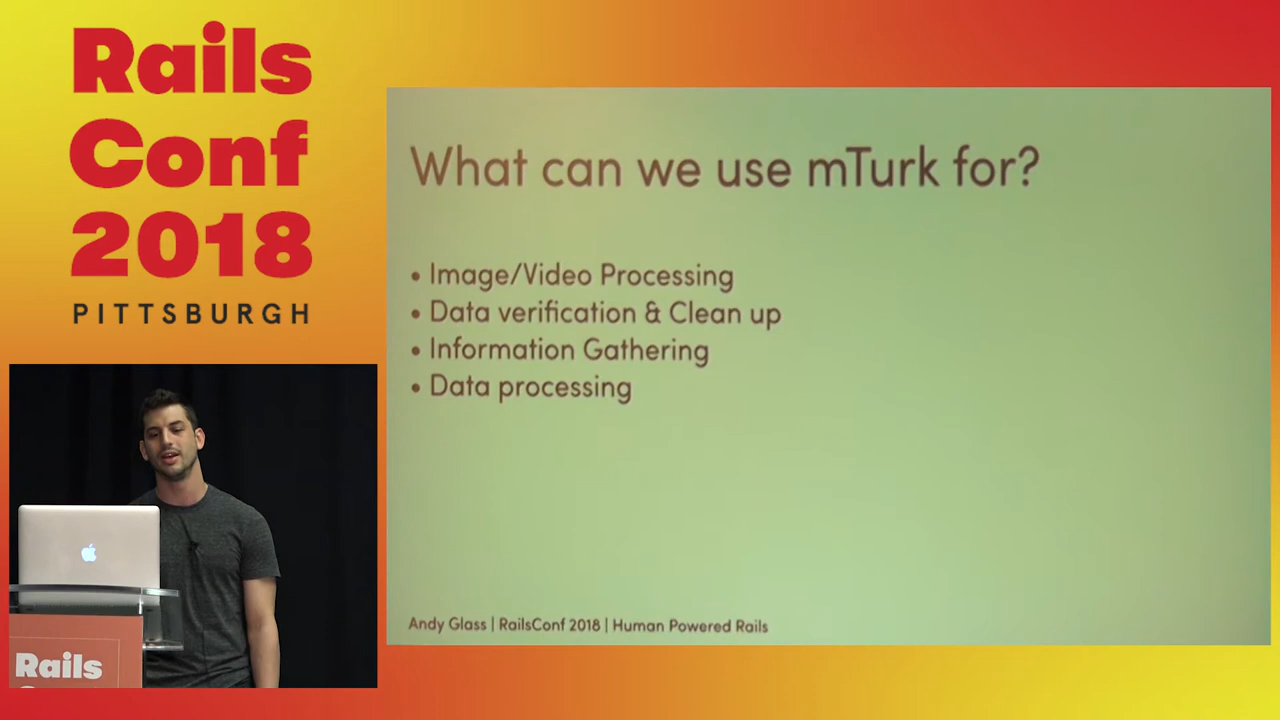 Rails
Conf
2018
PITTSBURGH
What can we use mTurk for?
• Image/Video Processing
• Data verification & Clean up
• Information Gathering
• Data processing
Andy Glass | RailsConf 2018 | Human Powered Rails
Rails